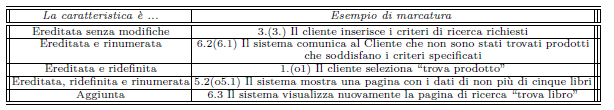 La caratteristica è ... Esempio di marcatura
Ereditata senza modifiche 3.(3.) Il cliente inserisce i criteri di ricerca richiesti
Ereditata e rinumerata 6.2(6.1) Il sistema comunica al Cliente che non sono stati trovati prodotti
che soddisfano i criteri specificati
Ereditata e ridefinita 1.(o1) Il cliente seleziona “trova prodotto”
Ereditata, ridefinita e rinumerata 5.2(o5.1) Il sistema mostra una pagina con i dati di non più di cinque libri
Aggiunta 6.3 Il sistema visualizza nuovamente la pagina di ricerca “trova libro”